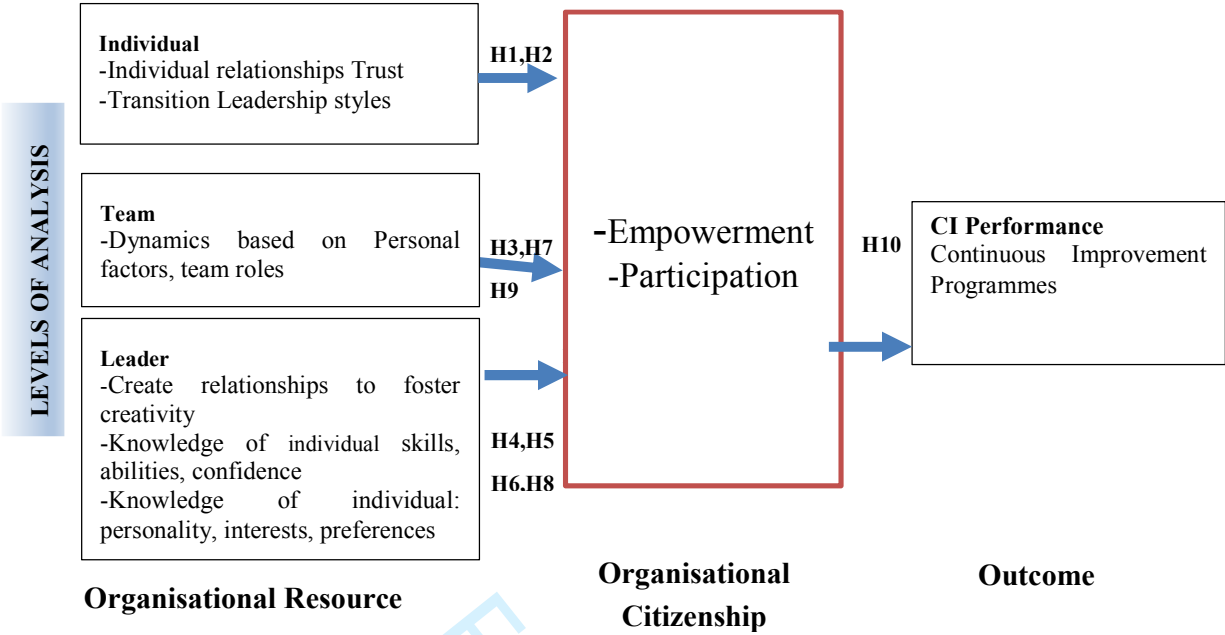 LEVELS OF ANALYSIS
Individual
-Individual relationships Trust
-Transition Leadership styles
H1,H2
Team
-Dynamics based on Personal
factors, team roles
H3,H7
H9
Leader
-Create relationships to foster
creativity
-Knowledge of individual skills,
abilities, confidence
-Knowledge of individual:
personality, interests, preferences
H4,H5
H6,H8
-Empowerment
-Participation
H10
CI Performance
Continuous Improvement
Programmes
Organisational Resource
Organisational
Citizenship
Outcome